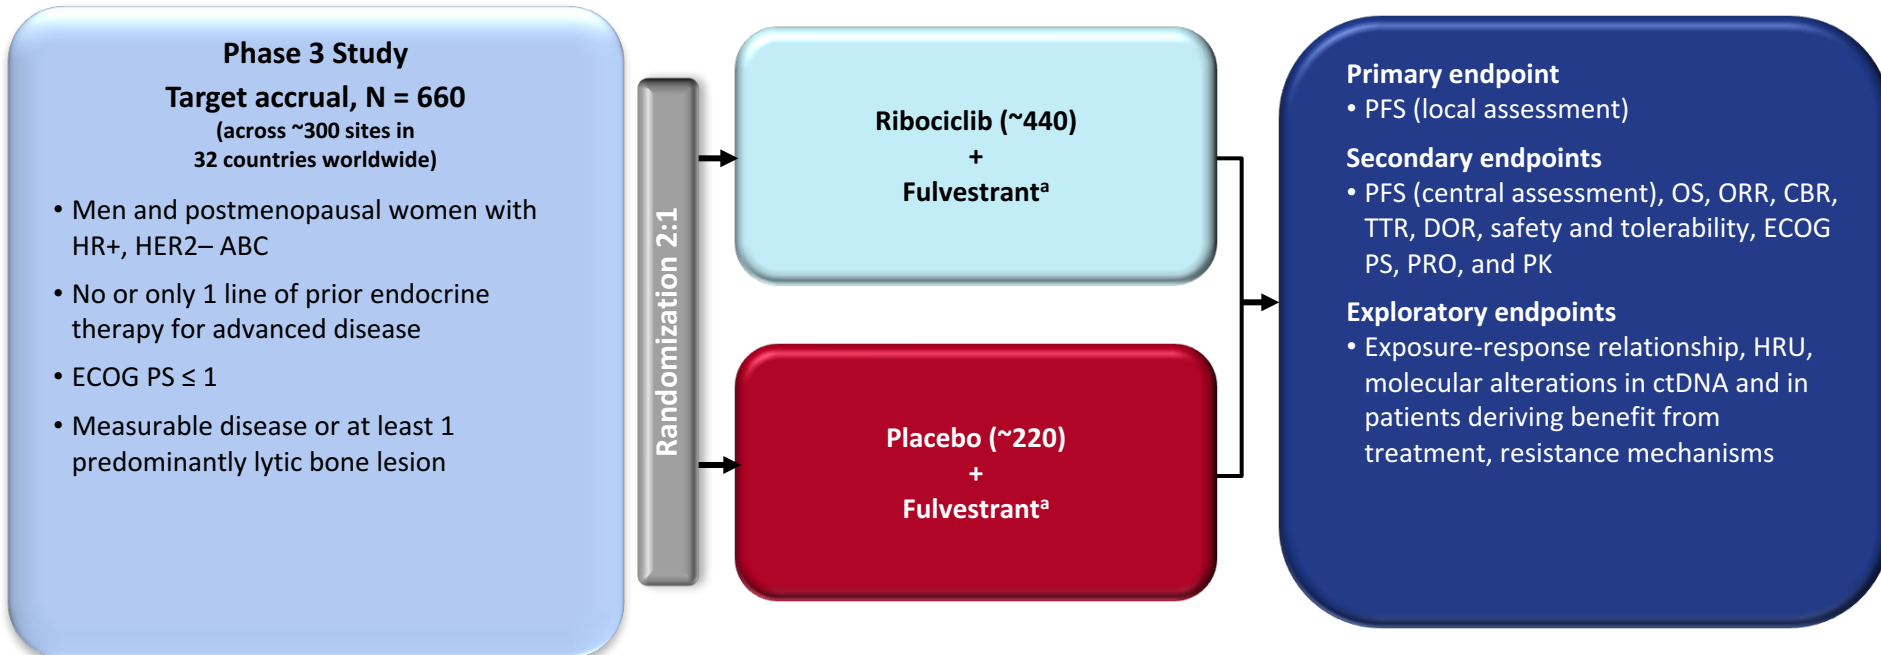 Phase 3 Study
Target accrual, N = 660
(across ~300 sites in
32 countries worldwide)
• Men and postmenopausal women with
HR+, HER2– ABC
• No or only 1 line of prior endocrine
therapy for advanced disease
• ECOG PS ≤ 1
• Measurable disease or at least 1
predominantly lytic bone lesion
Randomization 2:1
Ribociclib (~440)
+
Fulvestrantᵃ
Placebo (~220)
+
Fulvestrantᵃ
Primary endpoint
• PFS (local assessment)
Secondary endpoints
• PFS (central assessment), OS, ORR, CBR,
TTR, DOR, safety and tolerability, ECOG
PS, PRO, and PK
Exploratory endpoints
• Exposure-response relationship, HRU,
molecular alterations in ctDNA and in
patients deriving benefit from
treatment, resistance mechanisms